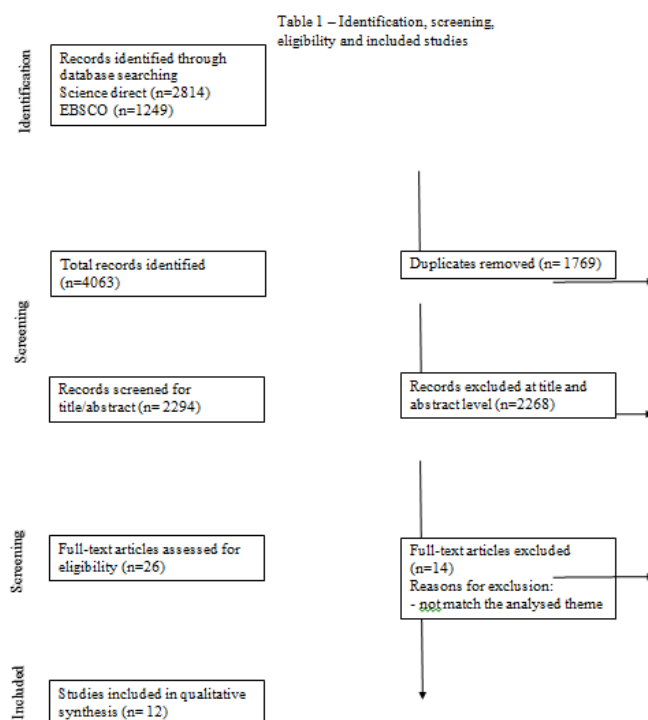 Table 1 – Identification, screening,
eligibility and included studies
Identification
Records identified through
database searching
Science direct (n=2814)
EBSCO (n=1249)
Screening
Total records identified
(n=4063)
Duplicates removed (n= 1769)
Records screened for
title/abstract (n= 2294)
Records excluded at title and
abstract level (n=2268)
Screening
Full-text articles assessed for
eligibility (n=26)
Full-text articles excluded
(n=14)
Reasons for exclusion:
- not match the analysed theme
Included
Studies included in qualitative
synthesis (n= 12)